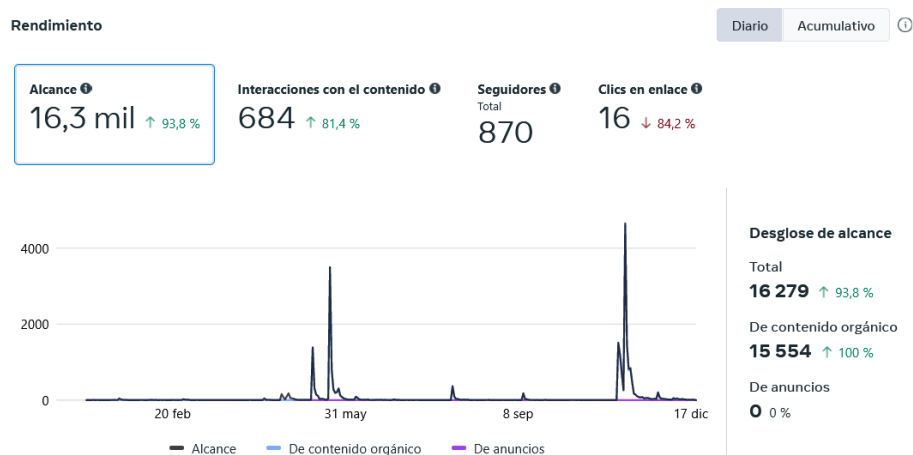 Rendimiento
Diario Acumulativo
Alcance
16,3 mil ↑ 93,8 %
Interacciones con el contenido
684 ↑ 81,4 %
Seguidores
Total
870
Clics en enlace
16 ↓ 84,2 %
4000
2000
0
20 feb 31 may 8 sep 17 dic
Alcance De contenido orgánico De anuncios
Desglose de alcance
Total
16 279 ↑ 93,8 %
De contenido orgánico
15 554 ↑ 100 %
De anuncios
0 0 %